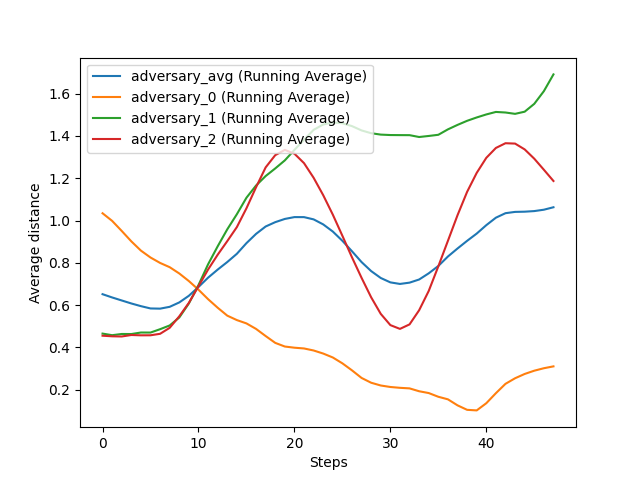 adversary_avg (Running Average)
adversary_0 (Running Average)
adversary_1 (Running Average)
adversary_2 (Running Average)
1.6
1.4
1.2
1.0
0.8
0.6
0.4
0.2
Average distance
0 10 20 30 40
Steps